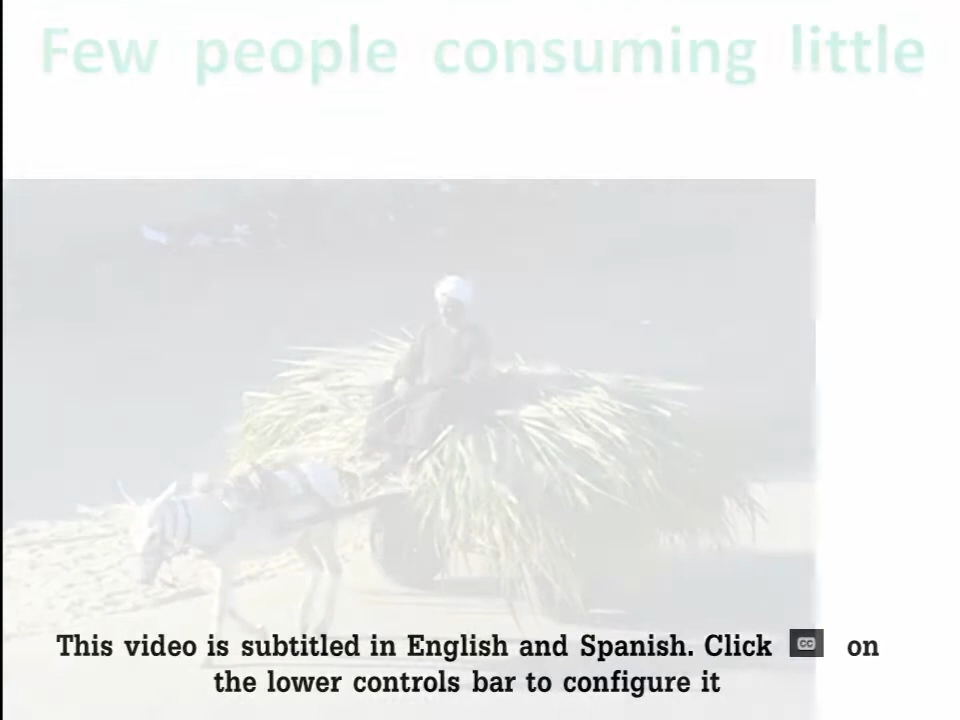 Few people consuming little
This video is subtitled in English and Spanish. Click CC on
the lower controls bar to configure it